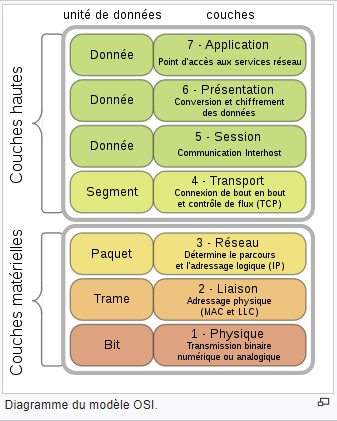 unité de données couches
Couches hautes
Donnée
7 - Application
Point d'accès aux services réseau
Donnée
6 - Présentation
Conversion et chiffrement
des données
Donnée
5 - Session
Communication Interhost
Segment
4 - Transport
Connexion de bout en bout
et contrôle de flux (TCP)
Couches matérielles
Paquet
3 - Réseau
Détermine le parcours
et l'adressage logique (IP)
Trame
2 - Liaison
Adressage physique
(MAC et LLC)
Bit
1 - Physique
Transmission binaire
numérique ou analogique
Diagramme du modèle OSI.